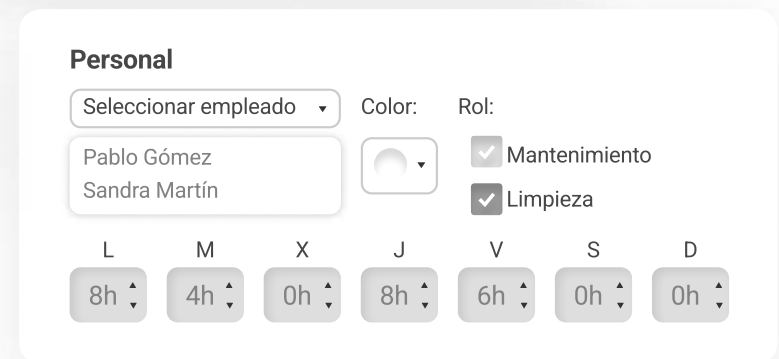 Personal
Seleccionar empleado Color: Rol:
Pablo Gómez Mantenimiento
Sandra Martín Limpieza
L M X J V S D
8h 4h 0h 8h 6h 0h 0h